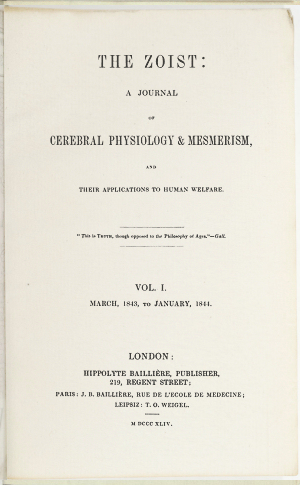 THE ZOIST:
A JOURNAL
OF
CEREBRAL PHYSIOLOGY & MESMERISM,
AND
THEIR APPLICATIONS TO HUMAN WELFARE.
"This is TRUTH, though opposed to the Philosophy of Ages."—Gall.
VOL. I.
MARCH, 1843, TO JANUARY, 1844.
LONDON:
HIPPOLYTE BAILLIÈRE, PUBLISHER,
219, REGENT STREET;
PARIS: J. B. BAILLIÈRE, RUE DE L'ECOLE DE MEDECINE;
LEIPSIZ: T. O. WEIGEL.
M DCCC XLIV.